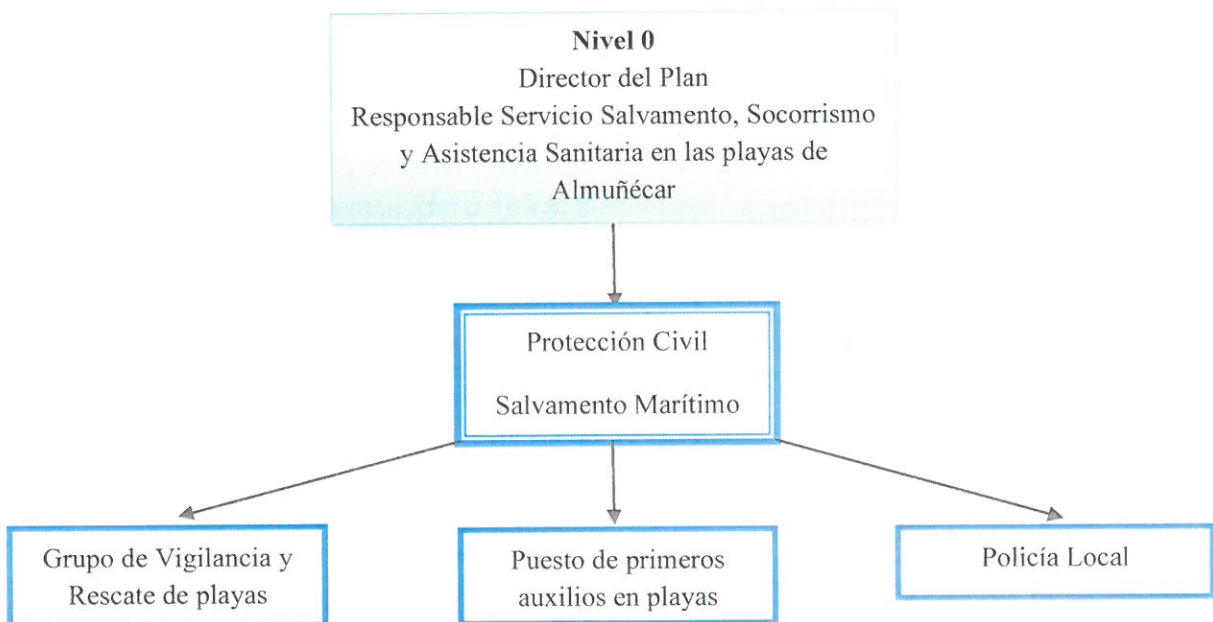 Nivel 0
Director del Plan
Responsable Servicio Salvamento, Socorrismo
y Asistencia Sanitaria en las playas de
Almuñécar
Protección Civil
Salvamento Marítimo
Grupo de Vigilancia y
Rescate de playas
Puesto de primeros
auxilios en playas
Policía Local